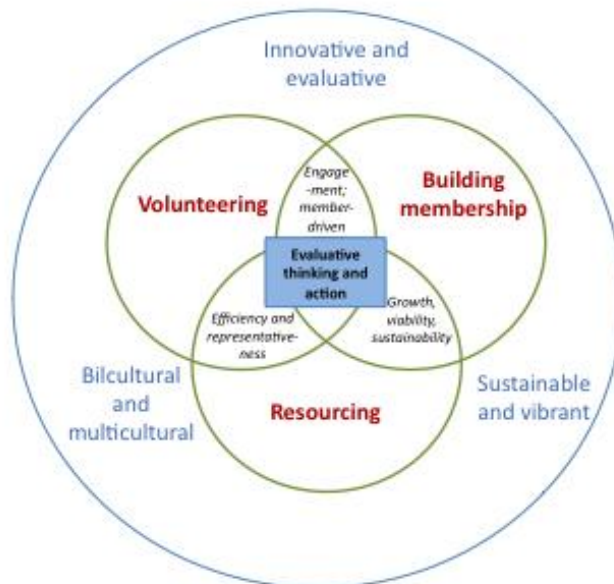 Innovative and
evaluative
Engage
-ment;
member-
driven
Volunteering
Building
membership
Evaluative
thinking and
action
Efficiency and
representative-
ness
Growth,
viability,
sustainability
Bilcultural
and
multicultural
Resourcing
Sustainable
and vibrant